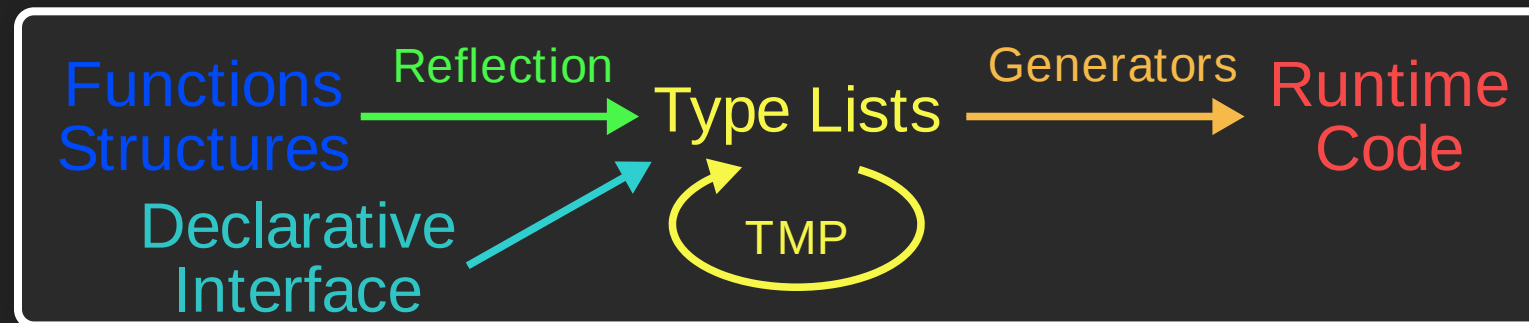 Functions
Structures
Reflection
Type Lists
Generators
Runtime
Code
Declarative
Interface
TMP